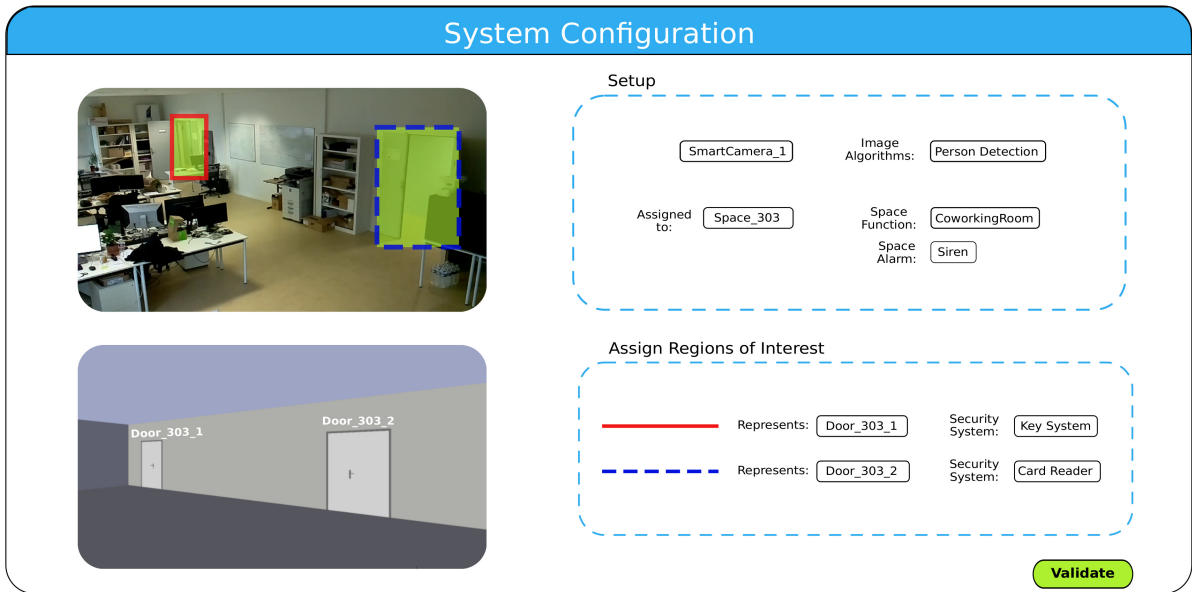 System Configuration
Setup
SmartCamera_1
Image
Algorithms:
Person Detection
Assigned
to:
Space_303
Space
Function:
CoworkingRoom
Space
Alarm:
Siren
Door_303_1
Door_303_2
Assign Regions of Interest
Represents:
Door_303_1
Security
System:
Key System
Represents:
Door_303_2
Security
System:
Card Reader
Validate